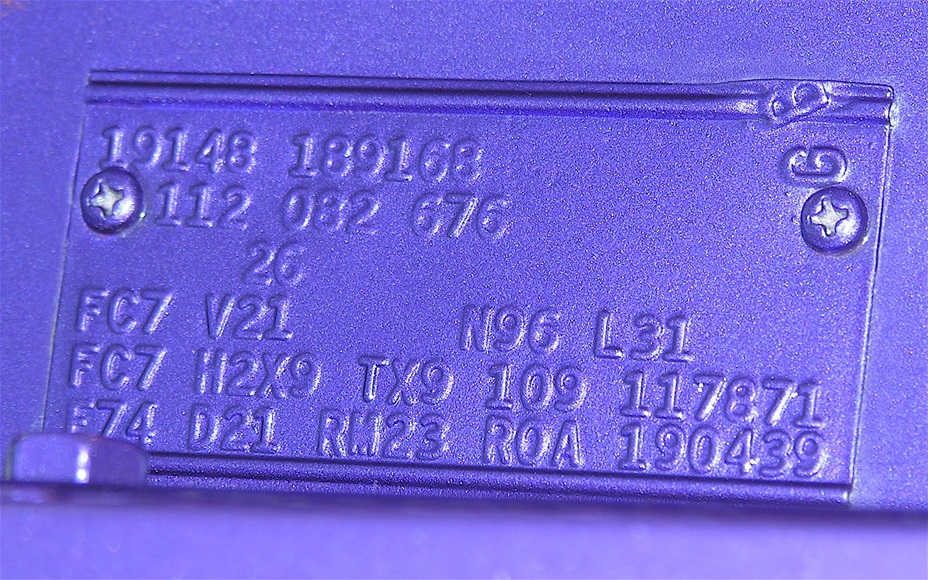 19148 189168
112 082 676
26
FC7 V21 N96 L31
FC7 H2X9 TX9 109 117871
E74 D21 RM23 R0A 190439
B
G